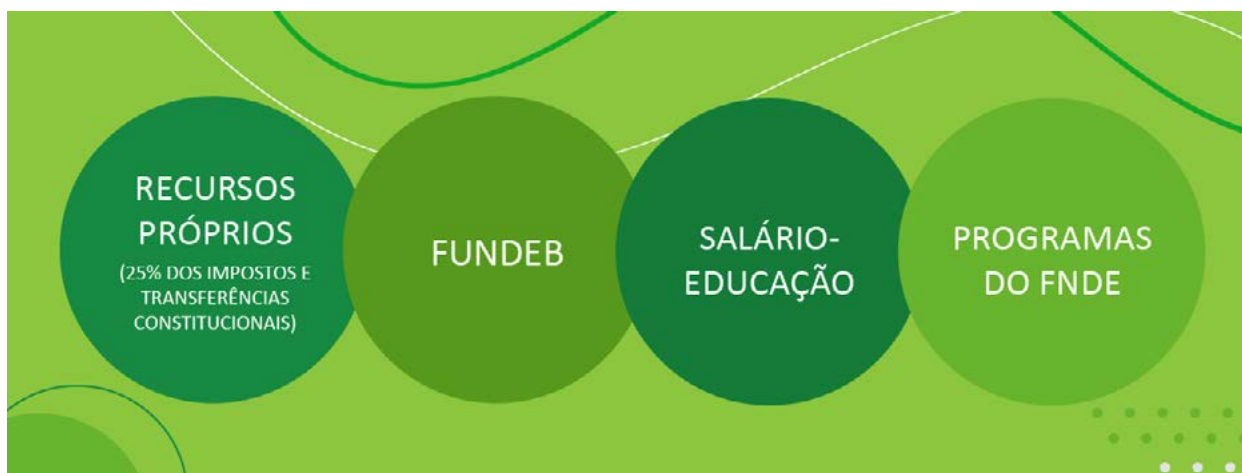 RECURSOS
PRÓPRIOS
(25% DOS IMPOSTOS E
TRANSFERÊNCIAS
CONSTITUCIONAIS)
FUNDEB
SALÁRIO-
EDUCAÇÃO
PROGRAMAS
DO FNDE